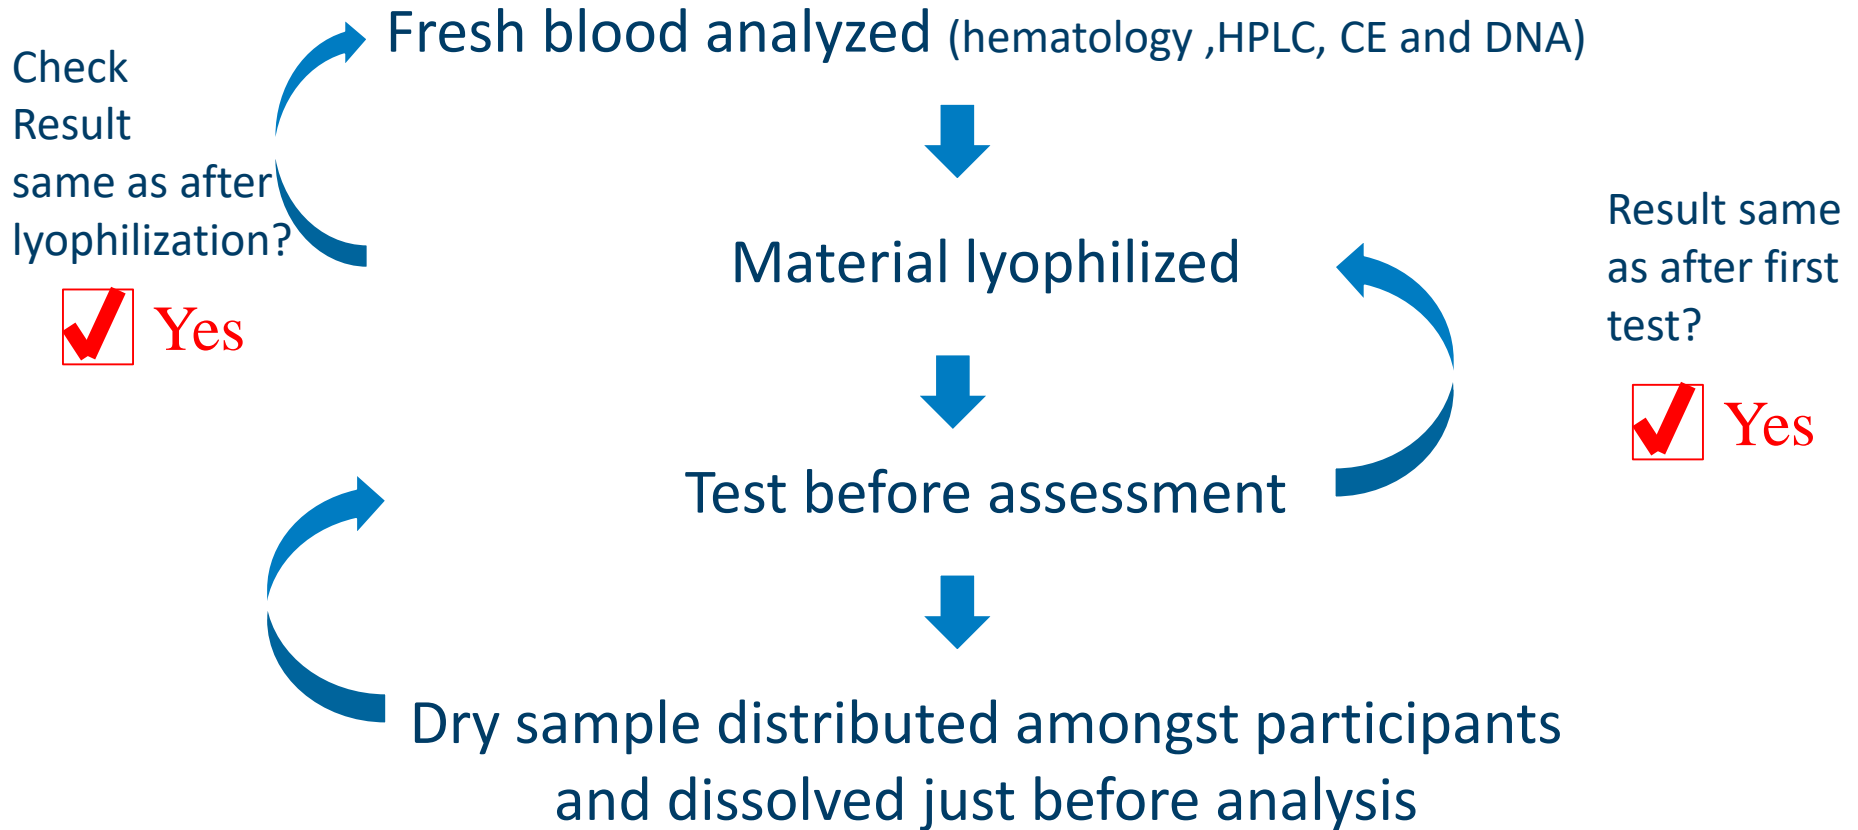 Fresh blood analyzed (hematology ,HPLC, CE and DNA)
Check
Result
same as after
lyophilization?
Yes
Material lyophilized
Result same
as after first
test?
Yes
Test before assessment
Dry sample distributed amongst participants
and dissolved just before analysis